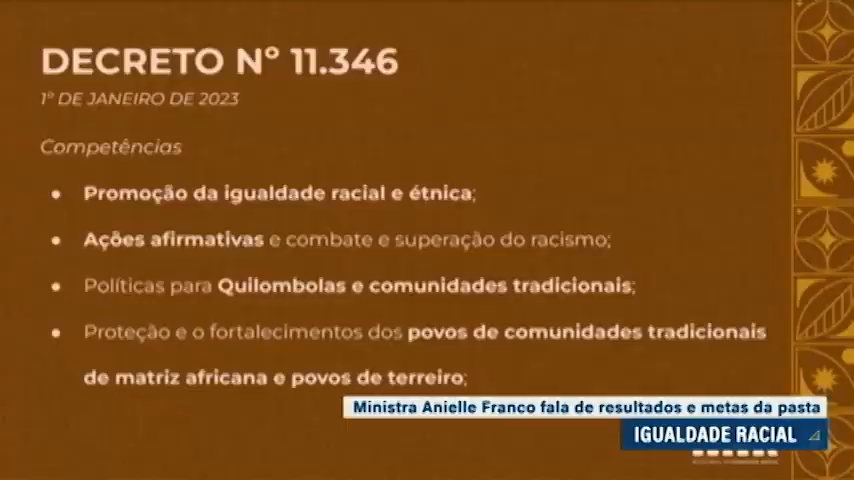 DECRETO Nº 11.346
1º DE JANEIRO DE 2023
Competências
• Promoção da igualdade racial e étnica;
• Ações afirmativas e combate e superação do racismo;
• Políticas para Quilombolas e comunidades tradicionais;
• Proteção e o fortalecimentos dos povos de comunidades tradicionais
de matriz africana e povos de terreiro;
Ministra Anielle Franco fala de resultados e metas da pasta
IGUALDADE RACIAL